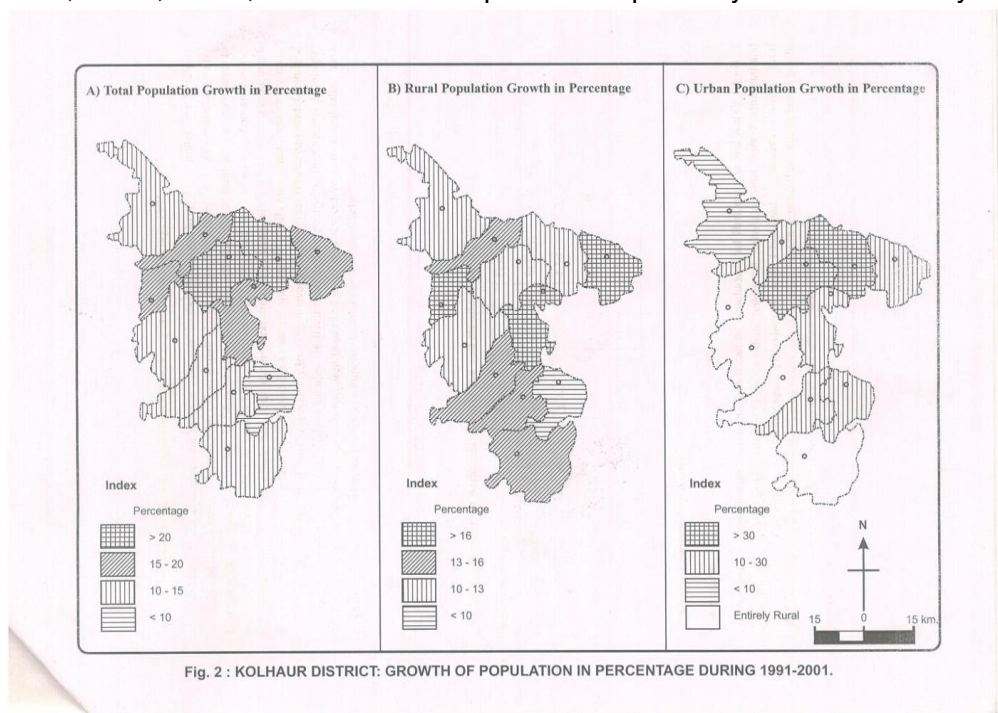 A) Total Population Growth in Percentage
B) Rural Population Growth in Percentage
C) Urban Population Grwoth in Percentage
Index
Percentage
> 20
15 - 20
10 - 15
< 10
Index
Percentage
> 16
13 - 16
10 - 13
< 10
Index
Percentage
> 30
10 - 30
< 10
Entirely Rural
N
15 0 15 km.
Fig. 2 : KOLHAUR DISTRICT: GROWTH OF POPULATION IN PERCENTAGE DURING 1991-2001.